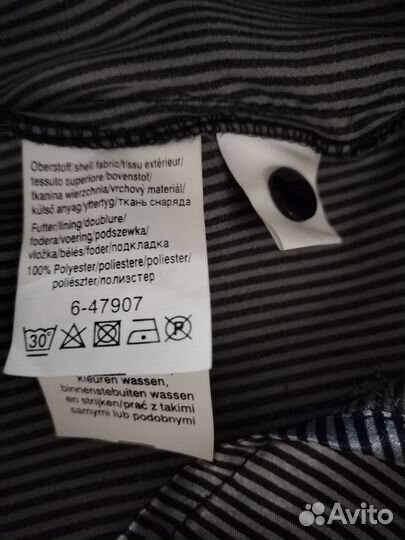 Oberstoff/shell fabric/tissu extérieur/
tessuto superiore/bovenstof/
tkanina wierzchnia/vrchový materiál/
külső anyag/yttertyg/ткань снаряда
Futter/lining/doublure/
fodera/voering/podszewka/
vložka/bélés/foder/подкладка
100% Polyester/poliestere/poliester/
poliészter/полиэстер
6-47907
30°
P
kleuren wassen,
binnenstebuiten wassen
en strijken/prać z takimi
samymi lub podobnymi
Avito